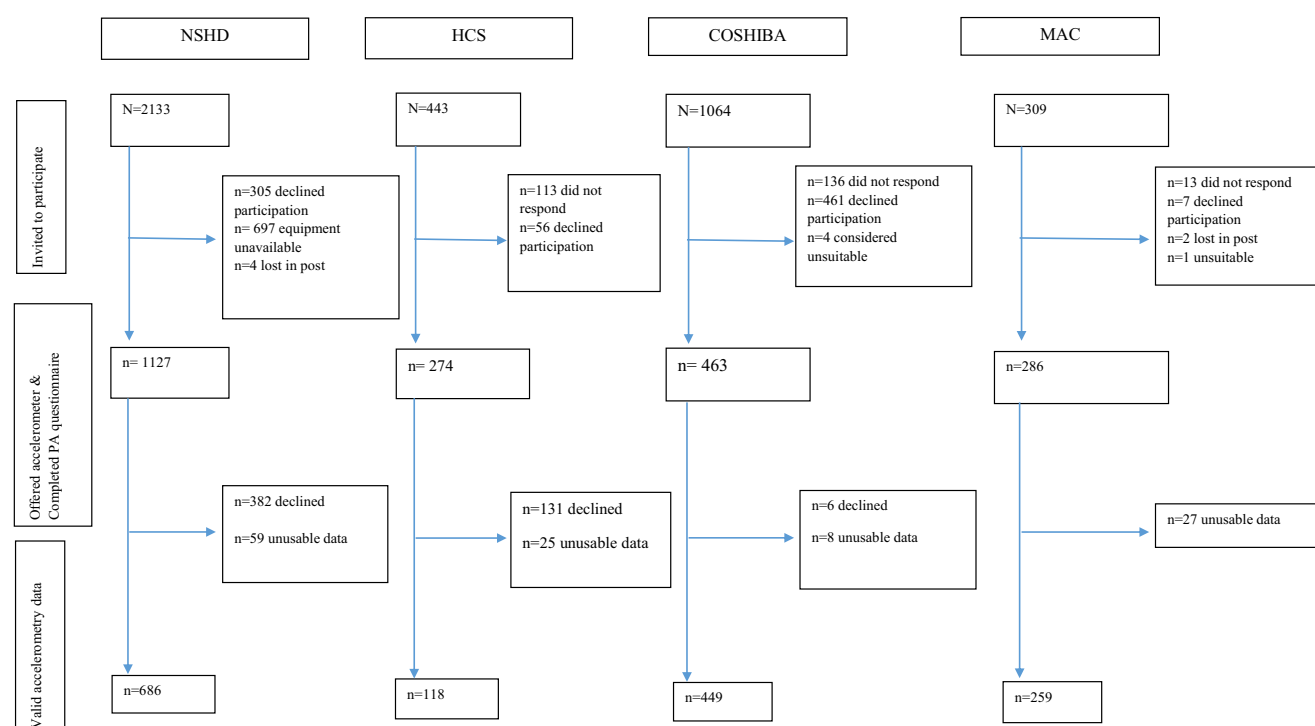 NSHD
HCS
COSHIBA
MAC
Invited to participate
N=2133
N=443
N=1064
N=309
n=305 declined
participation
n= 697 equipment
unavailable
n=4 lost in post
n=113 did not
respond
n=56 declined
participation
n=136 did not respond
n=461 declined
participation
n=4 considered
unsuitable
n=13 did not respond
n=7 declined
participation
n=2 lost in post
n=1 unsuitable
Offered accelerometer &
Completed PA questionnaire
n= 1127
n= 274
n= 463
n=286
n=382 declined
n=59 unusable data
n=131 declined
n=25 unusable data
n=6 declined
n=8 unusable data
n=27 unusable data
Valid accelerometry data
n=686
n=118
n=449
n=259